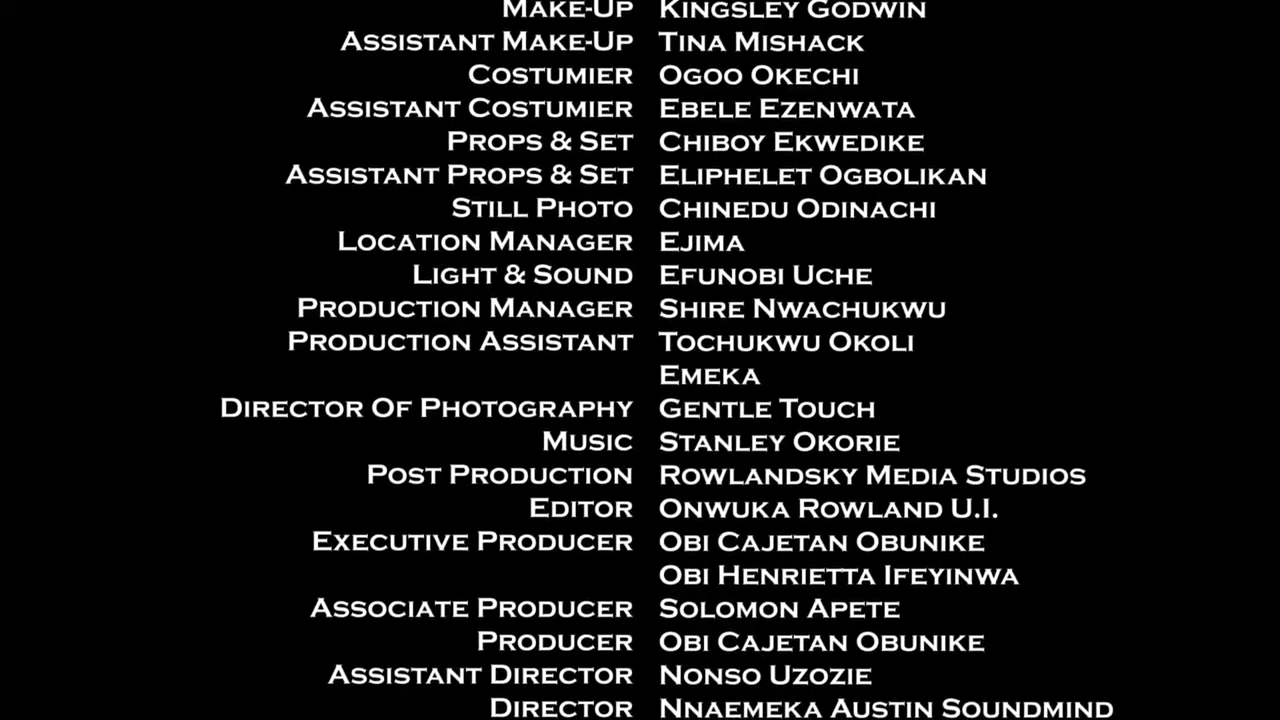 MAKE-UP KINGSLEY GODWIN
ASSISTANT MAKE-UP TINA MISHACK
COSTUMIER OGOO OKECHI
ASSISTANT COSTUMIER EBELE EZENWATA
PROPS & SET CHIBOY EKWEDIKE
ASSISTANT PROPS & SET ELIPHELET OGBOLIKAN
STILL PHOTO CHINEDU ODINACHI
LOCATION MANAGER EJIMA
LIGHT & SOUND EFUNOBI UCHE
PRODUCTION MANAGER SHIRE NWACHUKWU
PRODUCTION ASSISTANT TOCHUKWU OKOLI
EMEKA
DIRECTOR OF PHOTOGRAPHY GENTLE TOUCH
MUSIC STANLEY OKORIE
POST PRODUCTION ROWLANDSKY MEDIA STUDIOS
EDITOR ONWUKA ROWLAND U.I.
EXECUTIVE PRODUCER OBI CAJETAN OBUNIKE
OBI HENRIETTA IFEYINWA
ASSOCIATE PRODUCER SOLOMON APETE
PRODUCER OBI CAJETAN OBUNIKE
ASSISTANT DIRECTOR NONSO UZOZIE
DIRECTOR NNAEMEKA AUSTIN SOUNDMIND